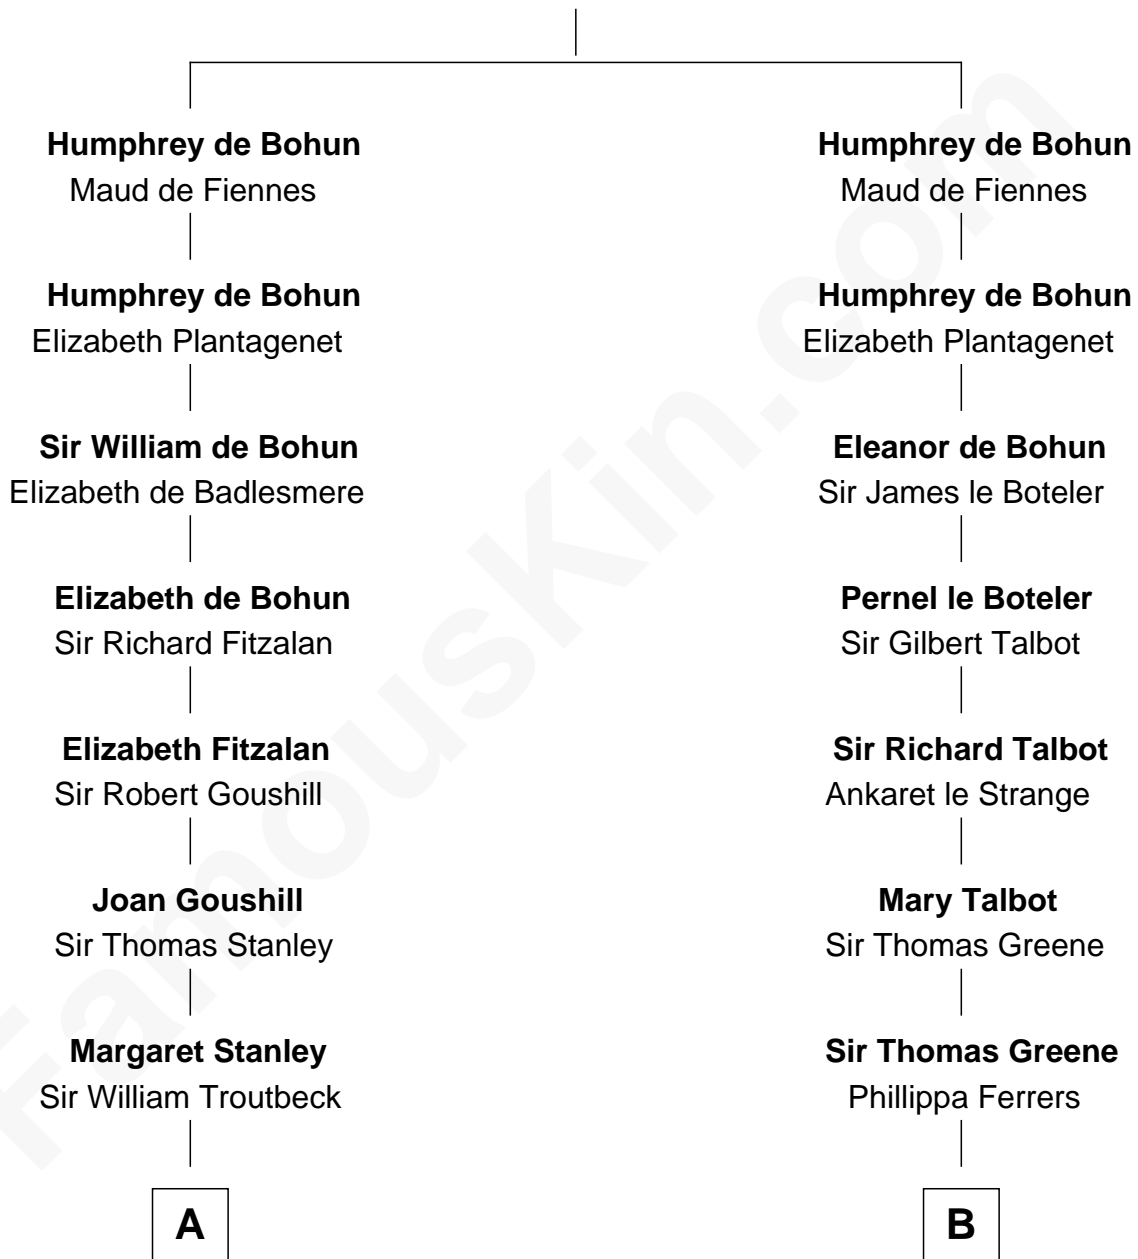 Humphrey de Bohun
Maud de Fiennes
Humphrey de Bohun
Elizabeth Plantagenet
Sir William de Bohun
Elizabeth de Badlesmere
Elizabeth de Bohun
Sir Richard Fitzalan
Elizabeth Fitzalan
Sir Robert Goushill
Joan Goushill
Sir Thomas Stanley
Margaret Stanley
Sir William Troutbeck
A
Humphrey de Bohun
Maud de Fiennes
Humphrey de Bohun
Elizabeth Plantagenet
Eleanor de Bohun
Sir James le Boteler
Pernel le Boteler
Sir Gilbert Talbot
Sir Richard Talbot
Ankaret le Strange
Mary Talbot
Sir Thomas Greene
Sir Thomas Greene
Phillippa Ferrers
B
FamousKin.com